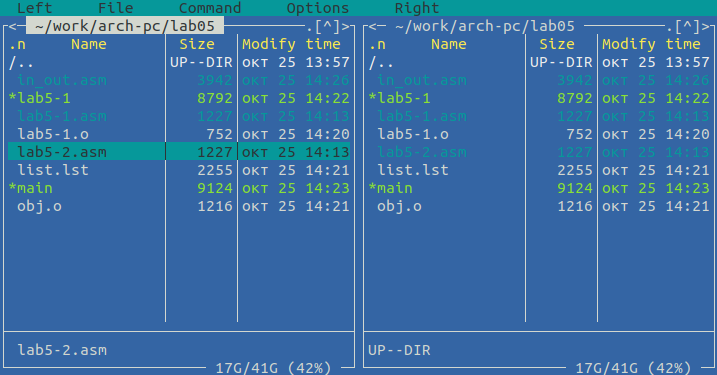 Left File Command Options Right
<─ ~/work/arch-pc/lab05 ─.[^]> <─ ~/work/arch-pc/lab05 ─.[^]>
.n Name Size Modify time .n Name Size Modify time
/.. UP--DIR окт 25 13:57 /.. UP--DIR окт 25 13:57
in_out.asm 3942 окт 25 14:26 in_out.asm 3942 окт 25 14:26
*lab5-1 8792 окт 25 14:22 *lab5-1 8792 окт 25 14:22
lab5-1.asm 1227 окт 25 14:13 lab5-1.asm 1227 окт 25 14:13
lab5-1.o 752 окт 25 14:20 lab5-1.o 752 окт 25 14:20
lab5-2.asm 1227 окт 25 14:13 lab5-2.asm 1227 окт 25 14:13
list.lst 2255 окт 25 14:21 list.lst 2255 окт 25 14:21
*main 9124 окт 25 14:23 *main 9124 окт 25 14:23
obj.o 1216 окт 25 14:21 obj.o 1216 окт 25 14:21
lab5-2.asm UP--DIR
17G/41G (42%) 17G/41G (42%)